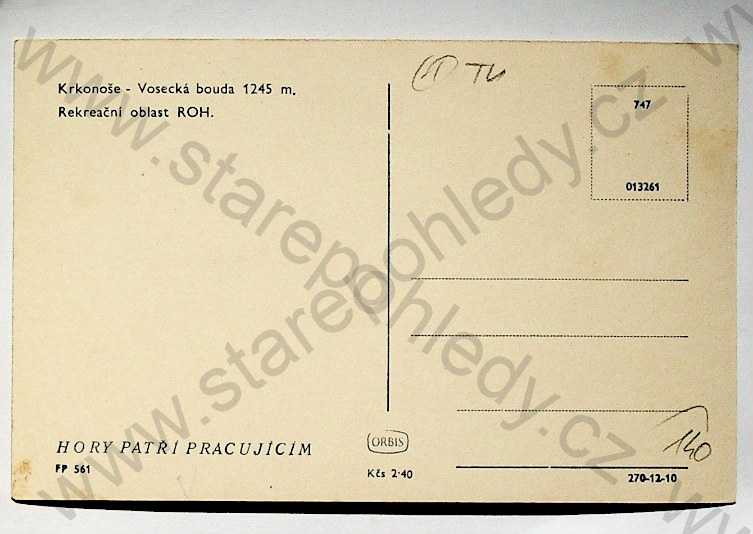 Krkonoše - Vosecká bouda 1245 m.
Rekreační oblast ROH.
TU
747
013261
HORY PATŘÍ PRACUJÍCÍM
FP 561
ORBIS
Kčs 2·40
140
270-12-10
www.starepohledy.cz
www.starepohledy.cz